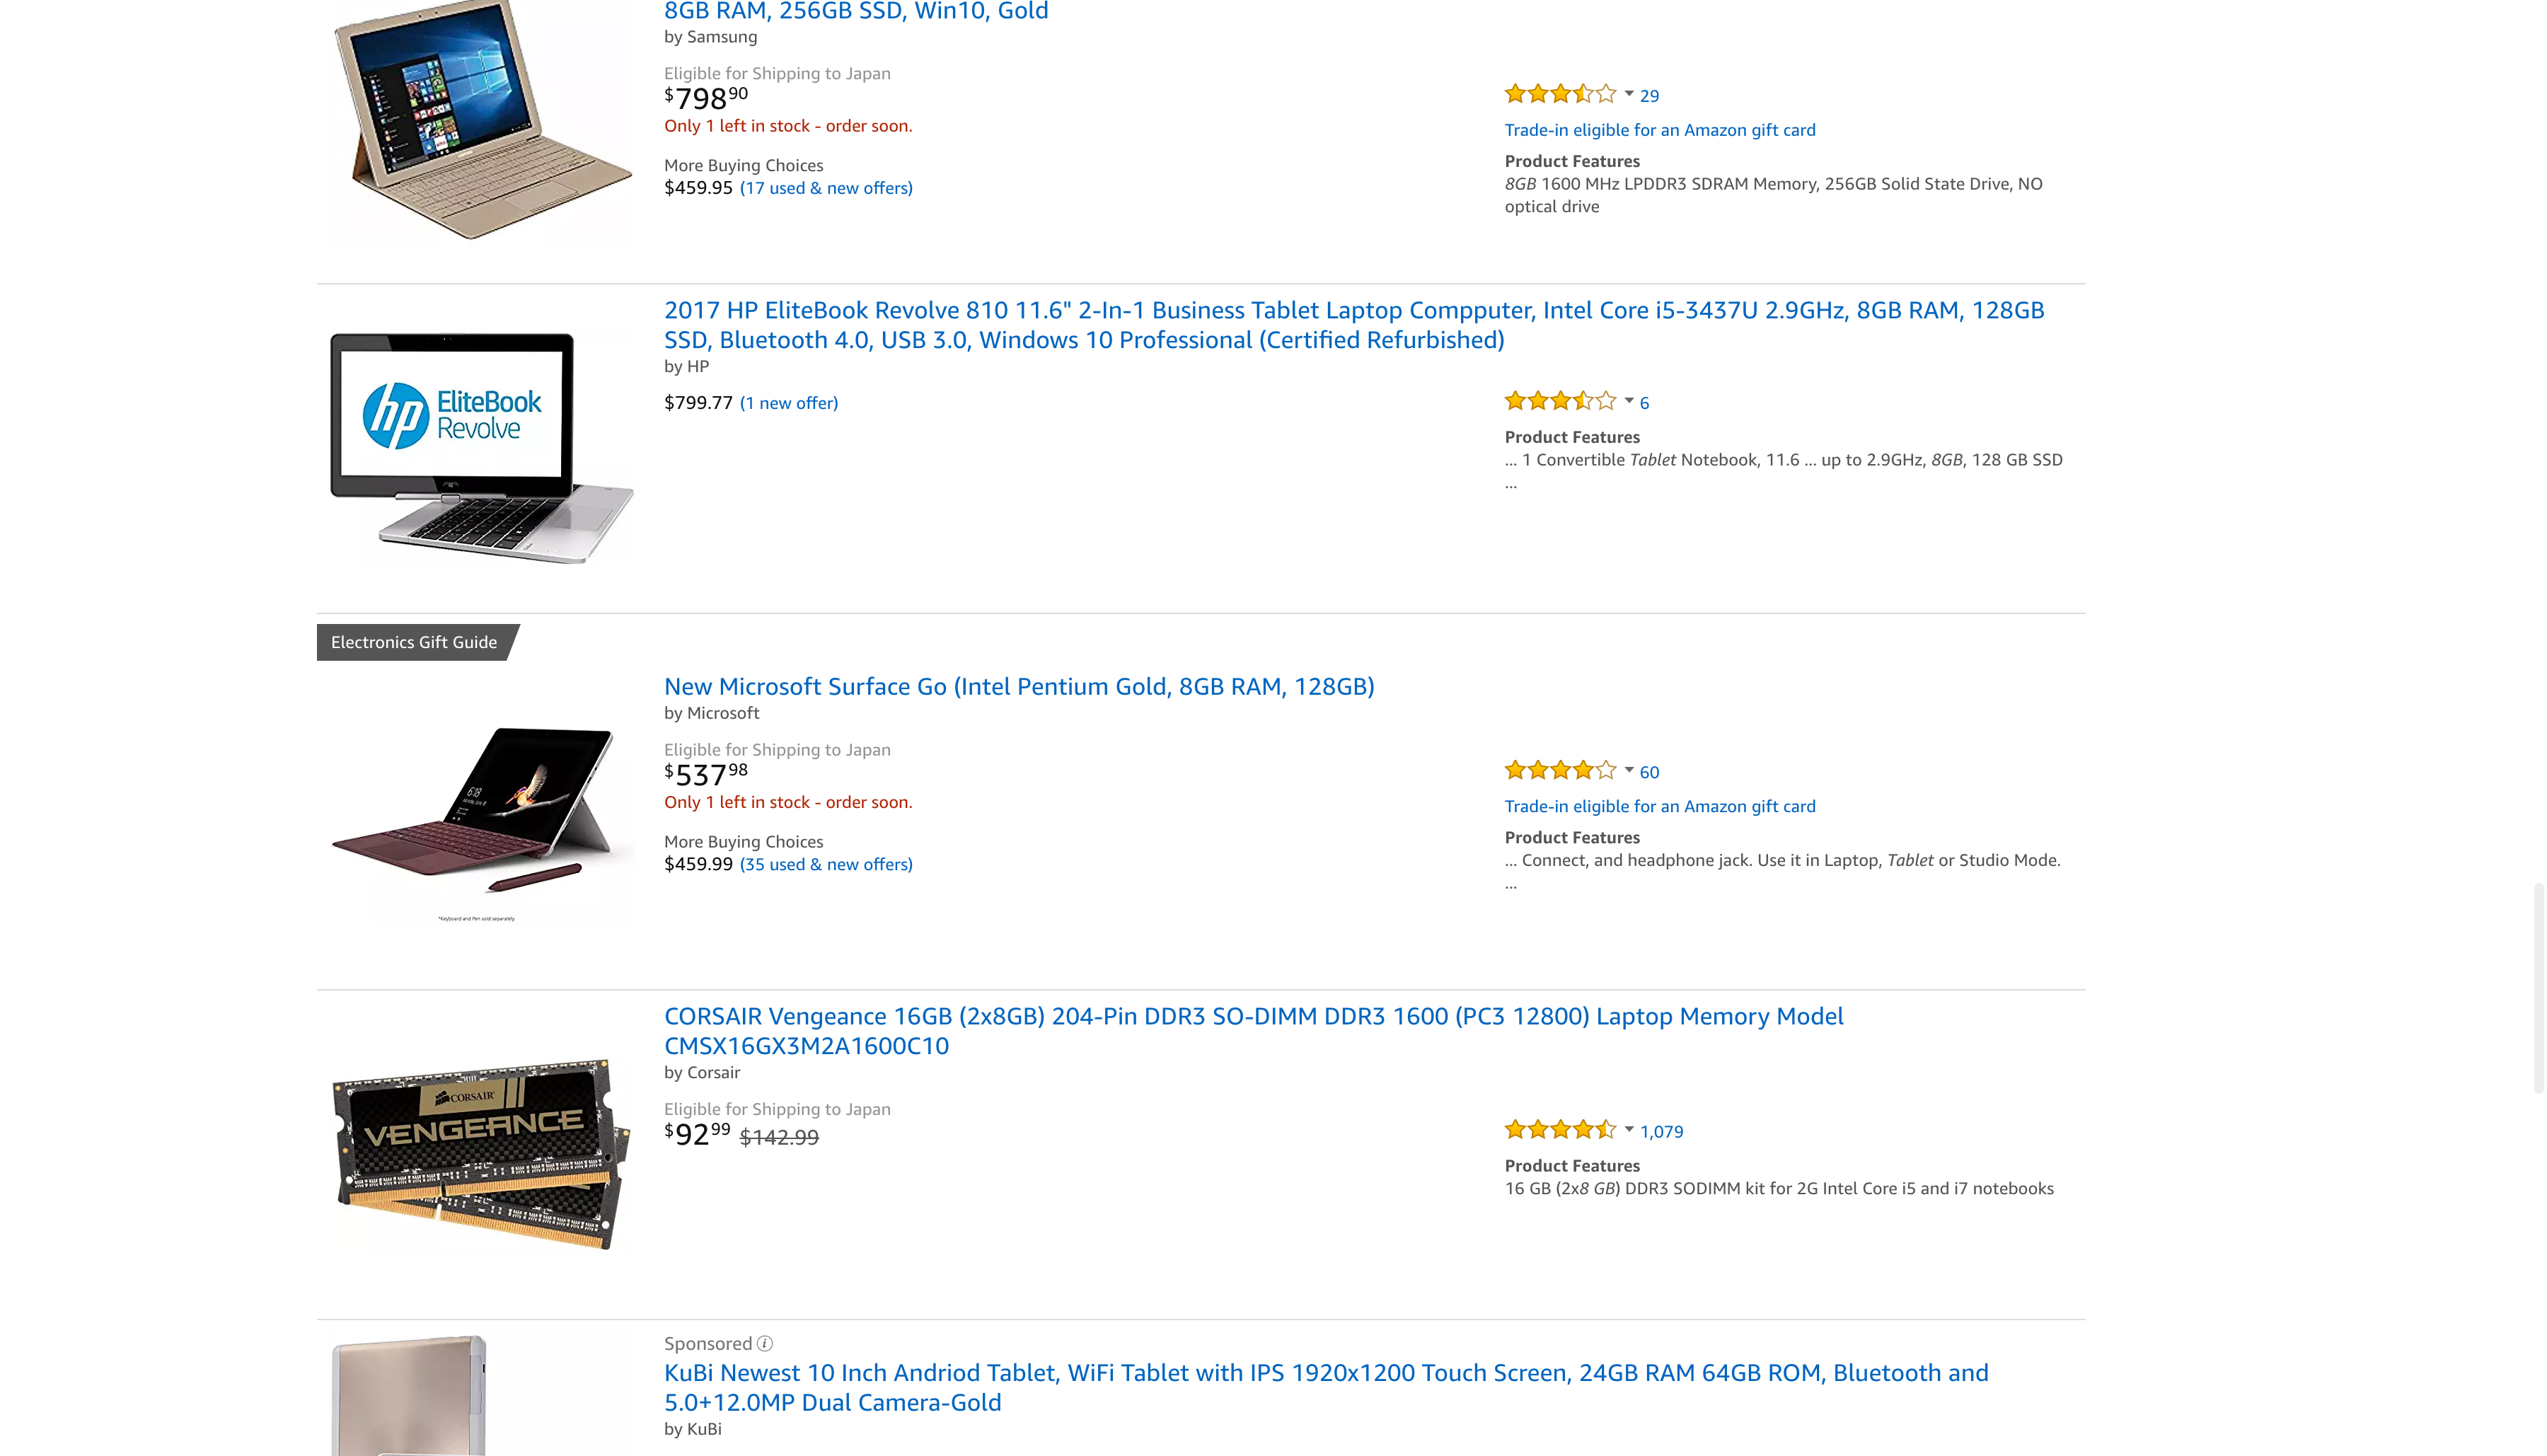 8GB RAM, 256GB SSD, Win10, Gold
by Samsung
Eligible for Shipping to Japan
$798 90
Only 1 left in stock - order soon.
More Buying Choices
$459.95 (17 used & new offers)
29
Trade-in eligible for an Amazon gift card
Product Features
8GB 1600 MHz LPDDR3 SDRAM Memory, 256GB Solid State Drive, NO
optical drive
hp EliteBook
Revolve
2017 HP EliteBook Revolve 810 11.6" 2-In-1 Business Tablet Laptop Compputer, Intel Core i5-3437U 2.9GHz, 8GB RAM, 128GB
SSD, Bluetooth 4.0, USB 3.0, Windows 10 Professional (Certified Refurbished)
by HP
$799.77 (1 new offer)
6
Product Features
... 1 Convertible Tablet Notebook, 11.6 ... up to 2.9GHz, 8GB, 128 GB SSD
...
Electronics Gift Guide
6:18
*Keyboard and Pen sold separately
New Microsoft Surface Go (Intel Pentium Gold, 8GB RAM, 128GB)
by Microsoft
Eligible for Shipping to Japan
$537 98
Only 1 left in stock - order soon.
More Buying Choices
$459.99 (35 used & new offers)
60
Trade-in eligible for an Amazon gift card
Product Features
... Connect, and headphone jack. Use it in Laptop, Tablet or Studio Mode.
...
CORSAIR
VENGEANCE
CORSAIR Vengeance 16GB (2x8GB) 204-Pin DDR3 SO-DIMM DDR3 1600 (PC3 12800) Laptop Memory Model
CMSX16GX3M2A1600C10
by Corsair
Eligible for Shipping to Japan
$92 99 $142.99
1,079
Product Features
16 GB (2x8 GB) DDR3 SODIMM kit for 2G Intel Core i5 and i7 notebooks
Sponsored
KuBi Newest 10 Inch Andriod Tablet, WiFi Tablet with IPS 1920x1200 Touch Screen, 24GB RAM 64GB ROM, Bluetooth and
5.0+12.0MP Dual Camera-Gold
by KuBi